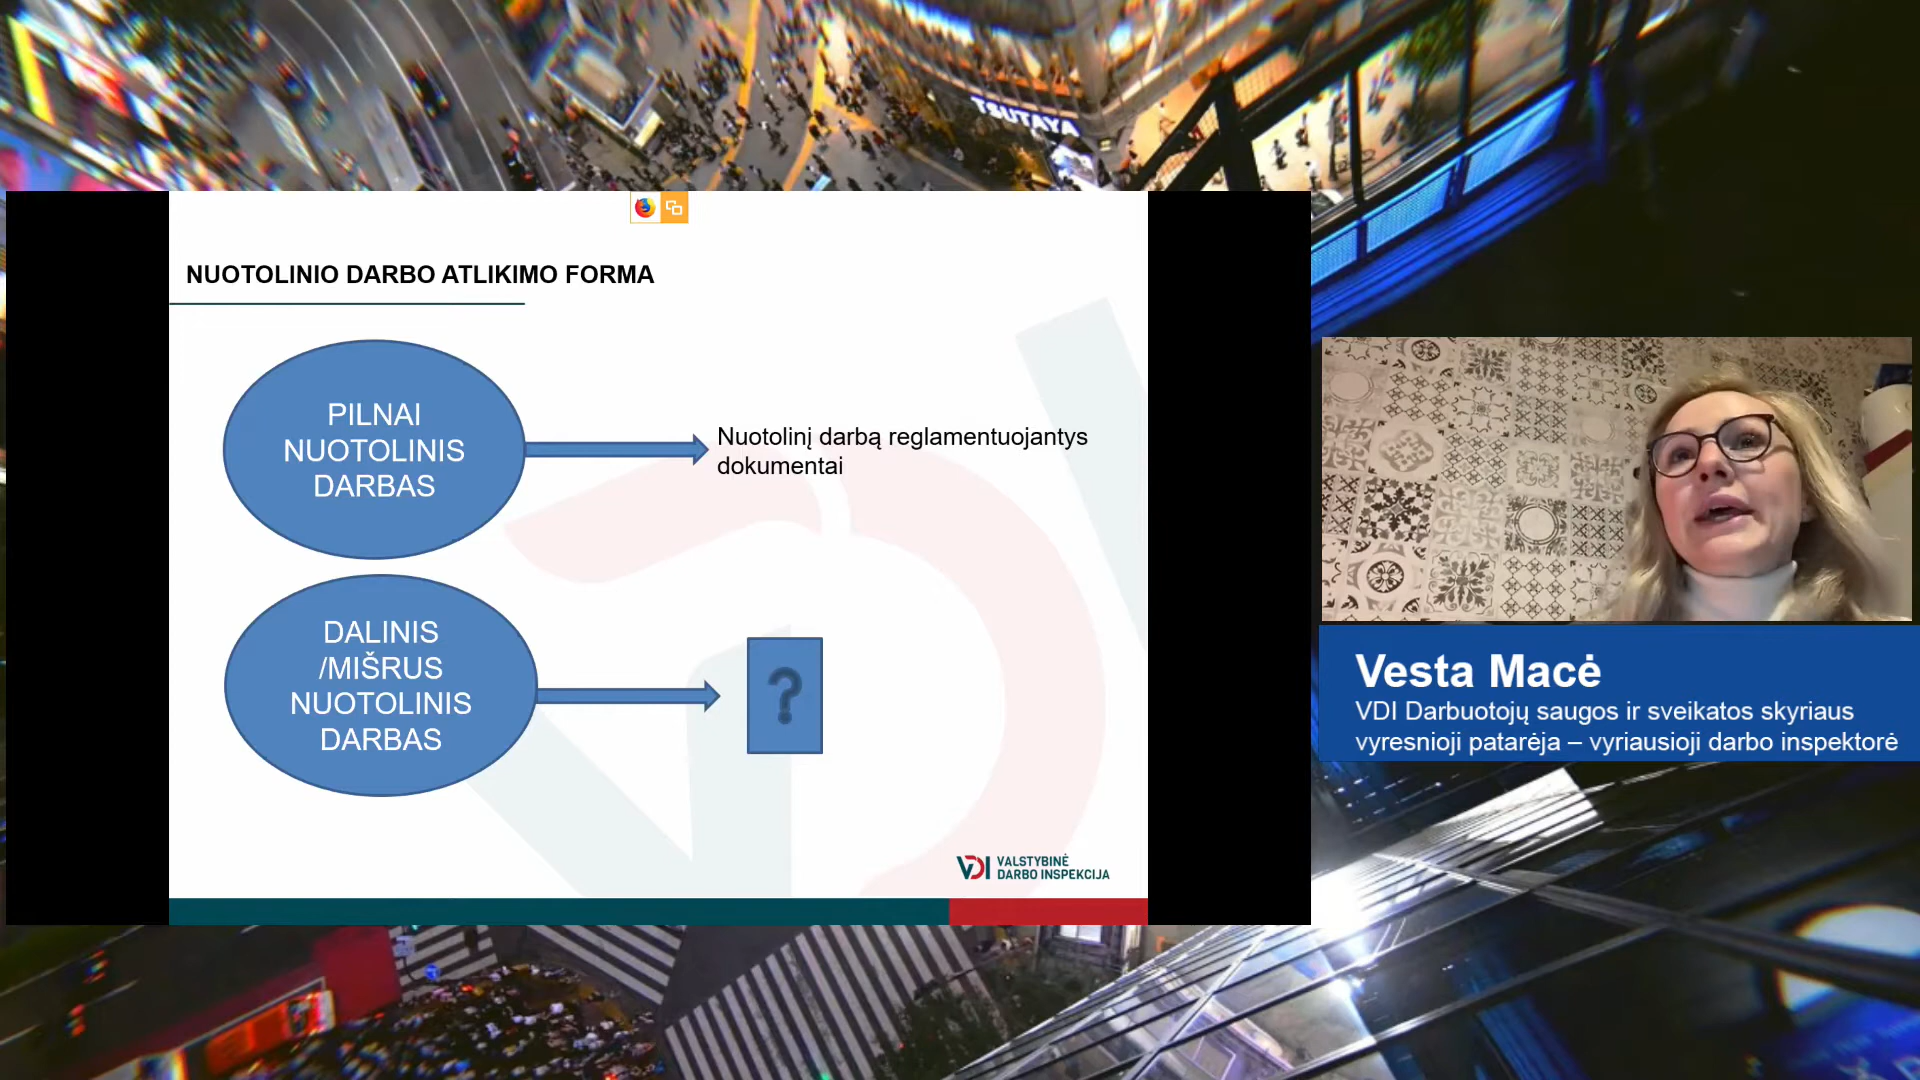 TSUTAYA
NUOTOLINIO DARBO ATLIKIMO FORMA
PILNAI
NUOTOLINIS
DARBAS
Nuotolinį darbą reglamentuojantys
dokumentai
DALINIS
/MIŠRUS
NUOTOLINIS
DARBAS
?
VDI VALSTYBINĖ
DARBO INSPEKCIJA
Vesta Macė
VDI Darbuotojų saugos ir sveikatos skyriaus
vyresnioji patarėja – vyriausioji darbo inspektorė